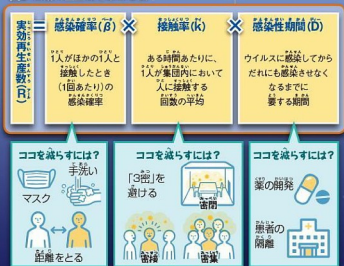 実効再生産数(R)
=
感染確率(β)
×
接触率(κ)
×
感染性期間(D)
1人がほかの1人と
接触したとき
(1回あたり)の
感染確率
ある時間あたりに、
1人が集団内において
人に接する
回数の平均
ウイルスに感染してから
だれにも感染させなく
なるまでに
要する期間
ココを減らすには?
手洗い
マスク
距離をとる
ココを減らすには?
「3密」を
避ける
密閉
密接
密集
ココを減らすには?
薬の開発
患者の
隔離